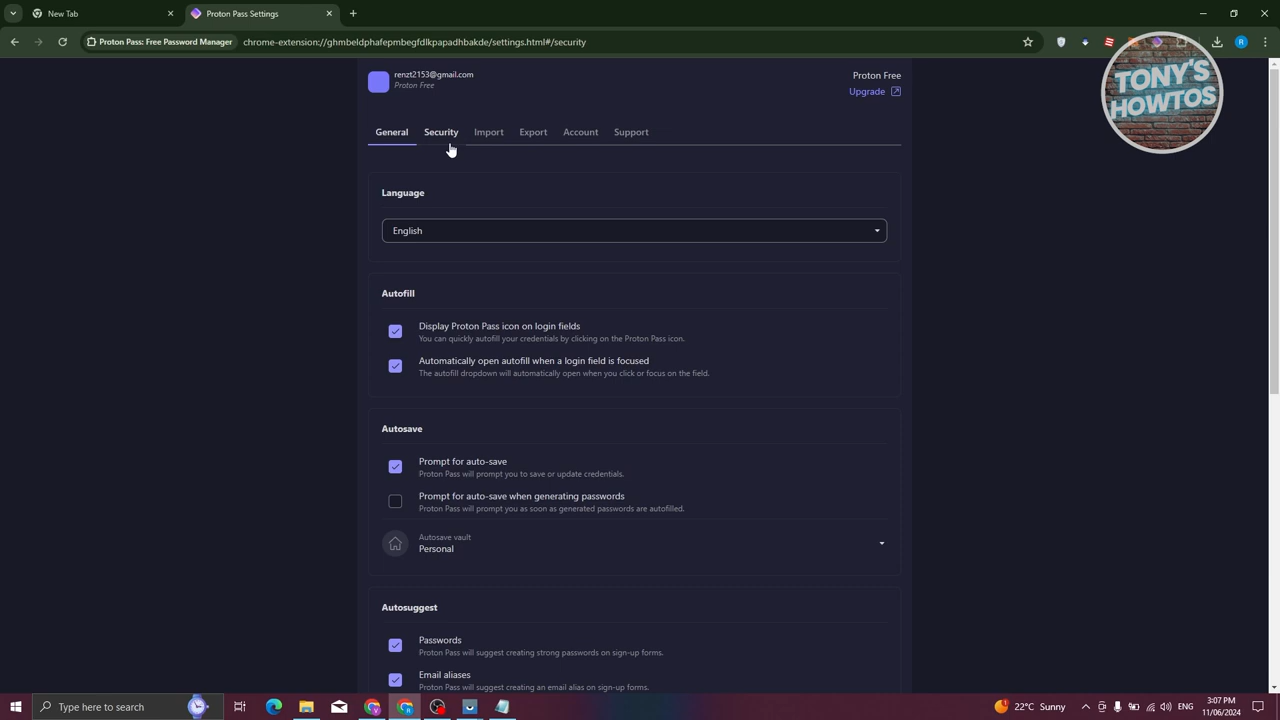 New Tab
Proton Pass Settings
Proton Pass: Free Password Manager
chrome-extension://ghmbeldphafepmbegfdlkpapadhbakde/settings.html#/security
R
TONY'S
HOWTOS
renzt2153@gmail.com
Proton Free
Proton Free
Upgrade
General
Security
Import
Export
Account
Support
Language
English
Autofill
Display Proton Pass icon on login fields
You can quickly autofill your credentials by clicking on the Proton Pass icon.
Automatically open autofill when a login field is focused
The autofill dropdown will automatically open when you click or focus on the field.
Autosave
Prompt for auto-save
Proton Pass will prompt you to save or update credentials.
Prompt for auto-save when generating passwords
Proton Pass will prompt you as soon as generated passwords are autofilled.
Autosave vault
Personal
Autosuggest
Passwords
Proton Pass will suggest creating strong passwords on sign-up forms.
Email aliases
Proton Pass will suggest creating an email alias on sign-up forms.
Type here to search
22°C Sunny
3:07 PM
11/06/2024